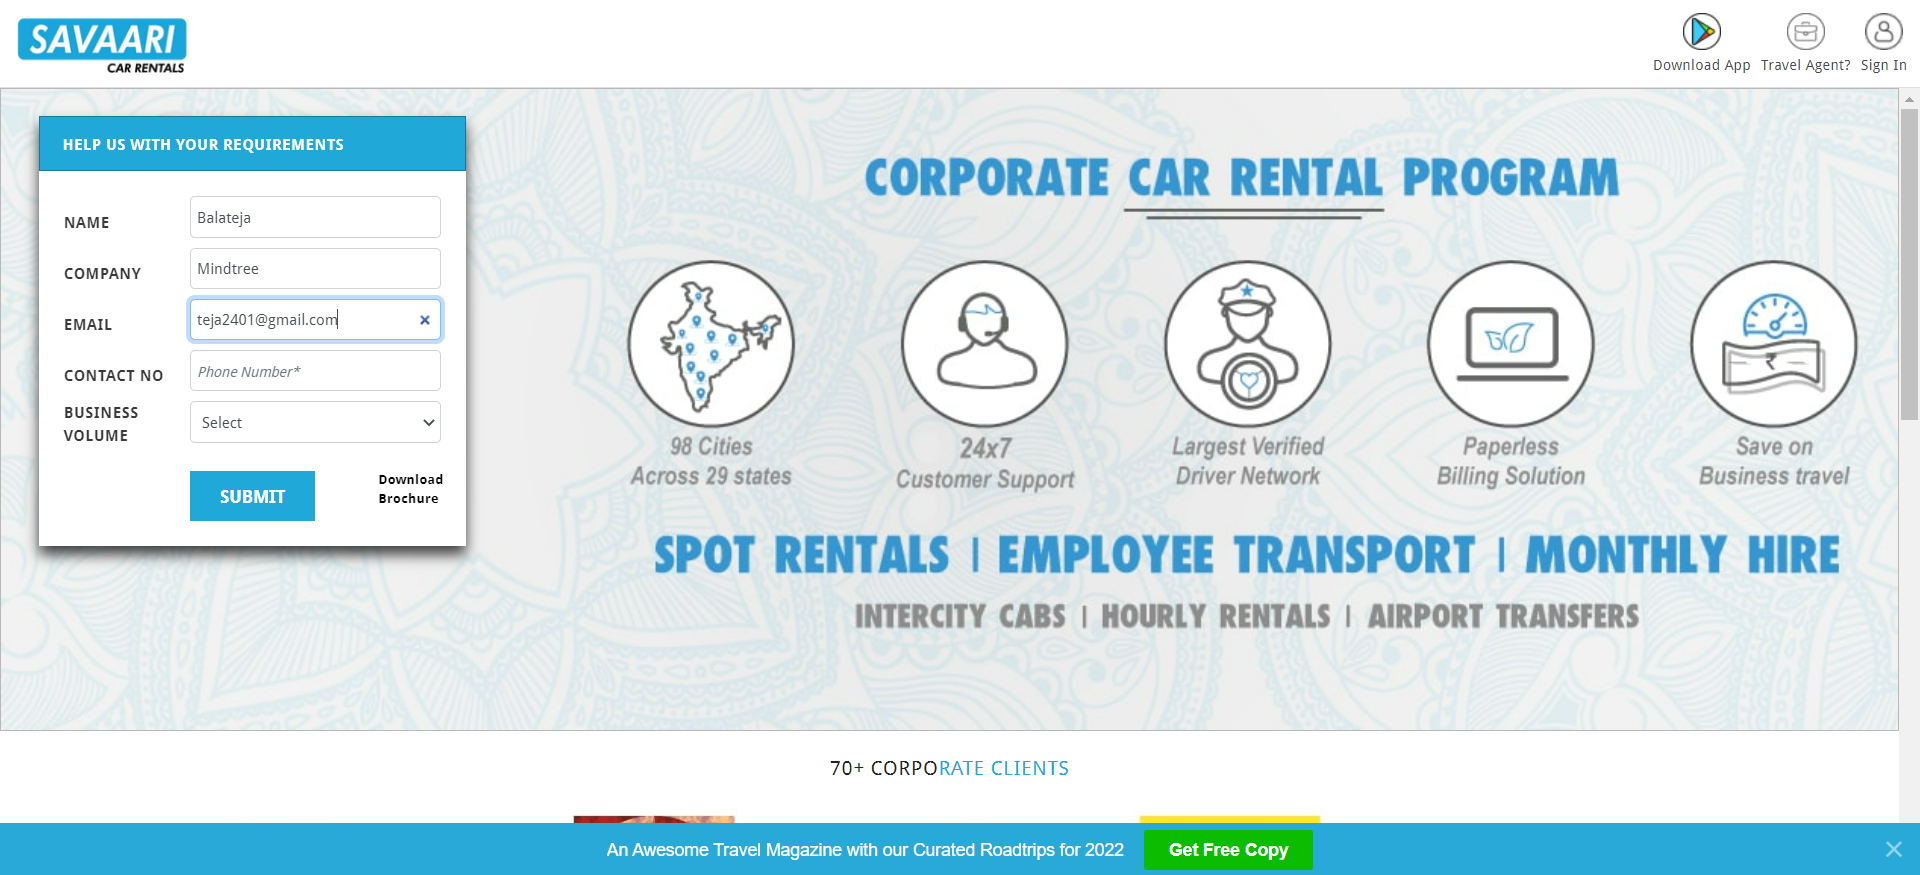 SAVAARI
CAR RENTALS
Download App
Travel Agent?
Sign In
HELP US WITH YOUR REQUIREMENTS
NAME
Balateja
COMPANY
Mindtree
EMAIL
teja2401@gmail.com
CONTACT NO
Phone Number*
BUSINESS
VOLUME
Select
SUBMIT
Download
Brochure
CORPORATE CAR RENTAL PROGRAM
98 Cities
Across 29 states
24x7
Customer Support
Largest Verified
Driver Network
Paperless
Billing Solution
₹
Save on
Business travel
SPOT RENTALS | EMPLOYEE TRANSPORT | MONTHLY HIRE
INTERCITY CABS | HOURLY RENTALS | AIRPORT TRANSFERS
70+ CORPORATE CLIENTS
An Awesome Travel Magazine with our Curated Roadtrips for 2022
Get Free Copy